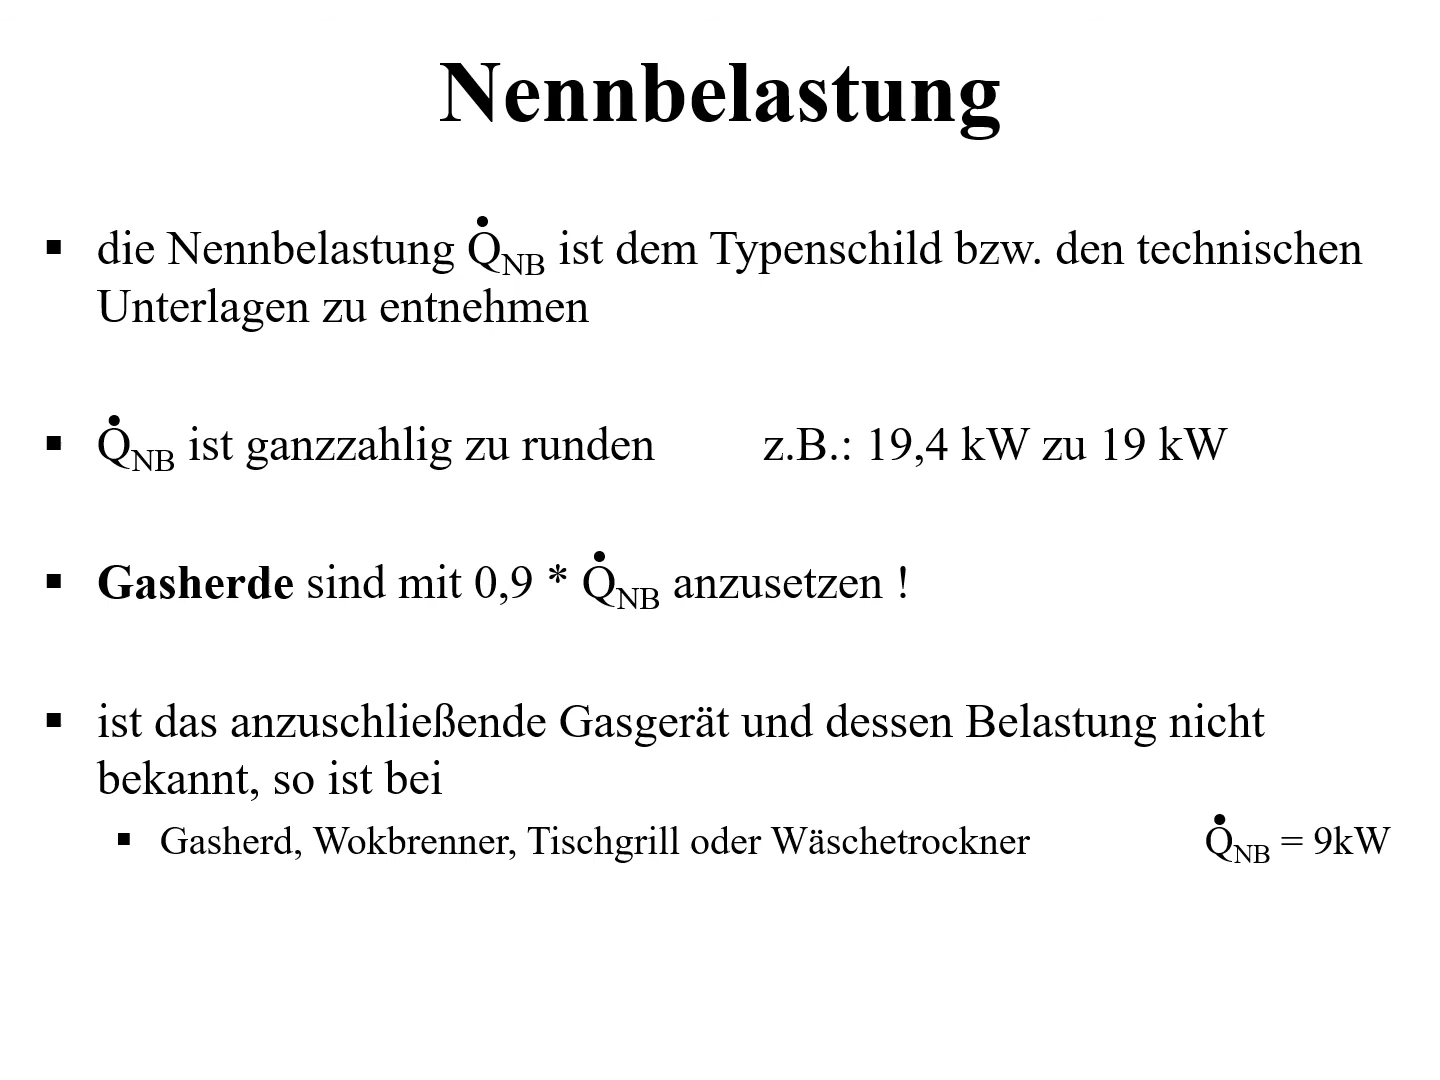 Nennbelastung
▪ die Nennbelastung Q̇NB ist dem Typenschild bzw. den technischen
Unterlagen zu entnehmen
▪ Q̇NB ist ganzzahlig zu runden z.B.: 19,4 kW zu 19 kW
▪ Gasherde sind mit 0,9 * Q̇NB anzusetzen !
▪ ist das anzuschließende Gasgerät und dessen Belastung nicht
bekannt, so ist bei
▪ Gasherd, Wokbrenner, Tischgrill oder Wäschetrockner Q̇NB = 9kW